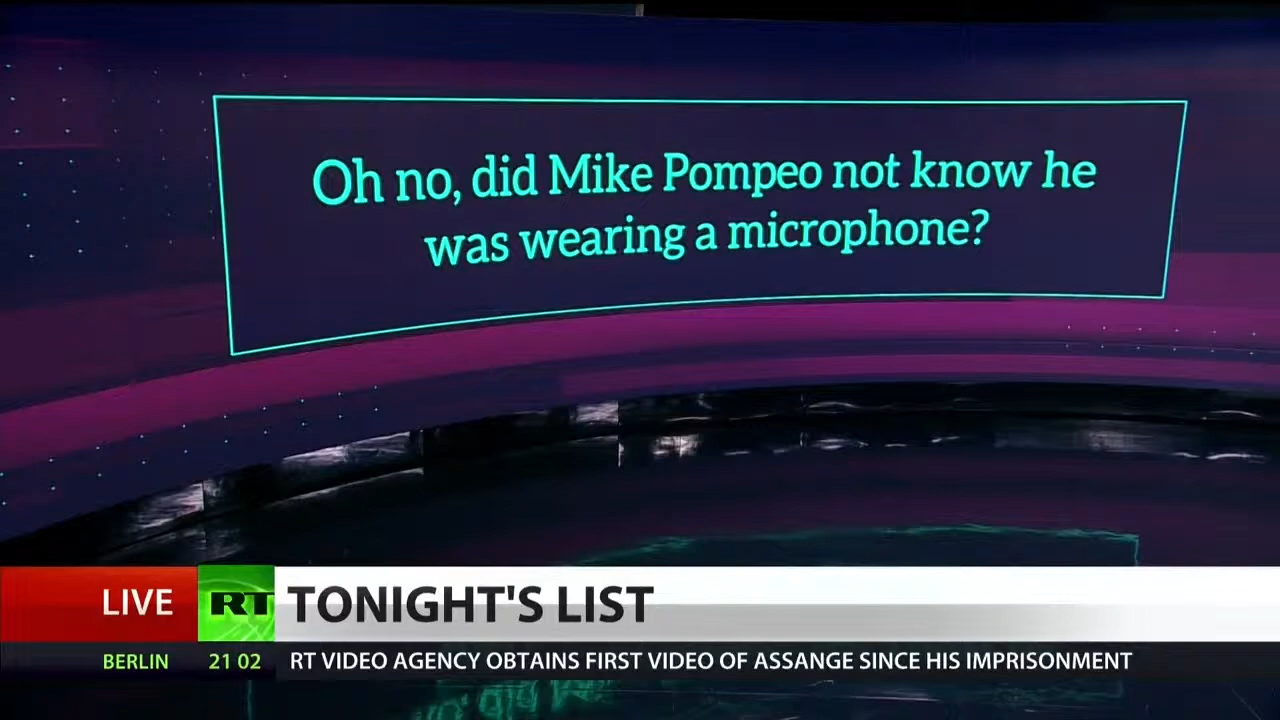 Oh no, did Mike Pompeo not know he
was wearing a microphone?
LIVE
RT
TONIGHT'S LIST
BERLIN
21 02
RT VIDEO AGENCY OBTAINS FIRST VIDEO OF ASSANGE SINCE HIS IMPRISONMENT